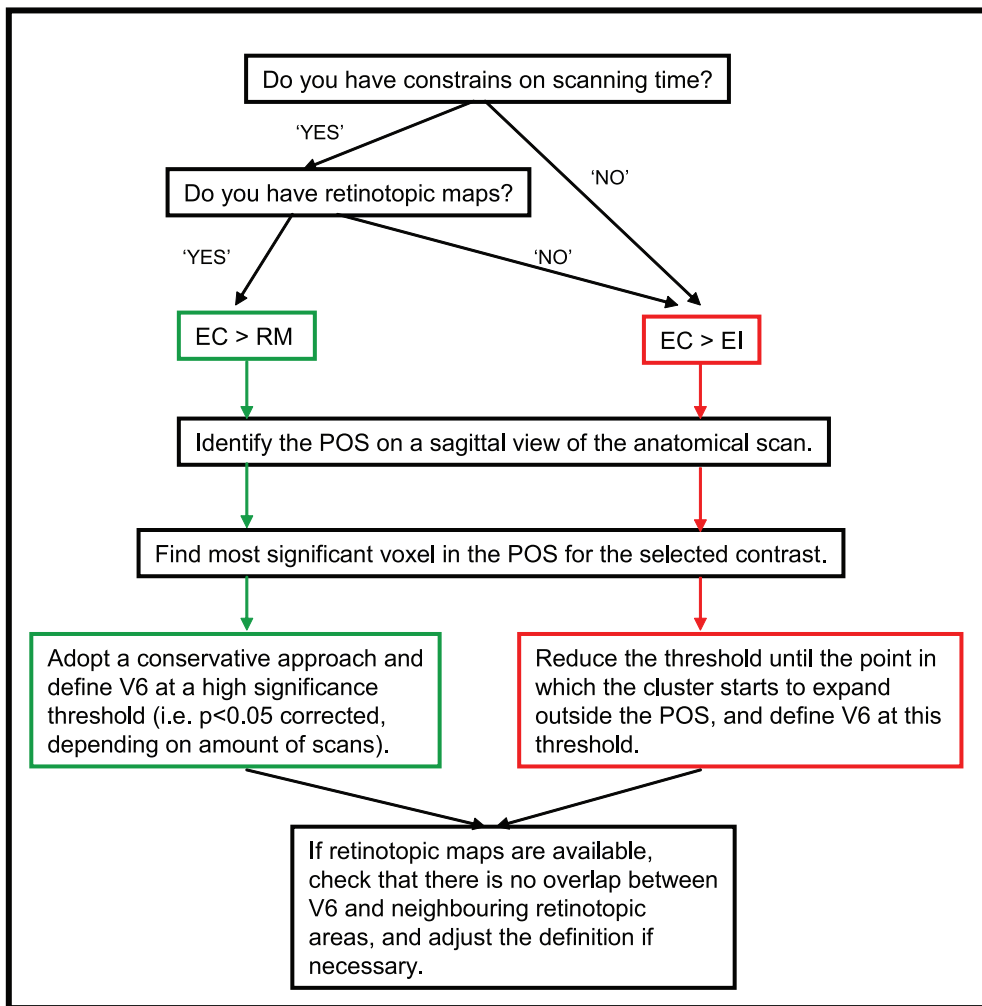 Do you have constrains on scanning time?
‘YES’
‘NO’
Do you have retinotopic maps?
‘YES’
‘NO’
EC > RM
EC > EI
Identify the POS on a sagittal view of the anatomical scan.
Find most significant voxel in the POS for the selected contrast.
Adopt a conservative approach and
define V6 at a high significance
threshold (i.e. p<0.05 corrected,
depending on amount of scans).
Reduce the threshold until the point in
which the cluster starts to expand
outside the POS, and define V6 at this
threshold.
If retinotopic maps are available,
check that there is no overlap between
V6 and neighbouring retinotopic
areas, and adjust the definition if
necessary.